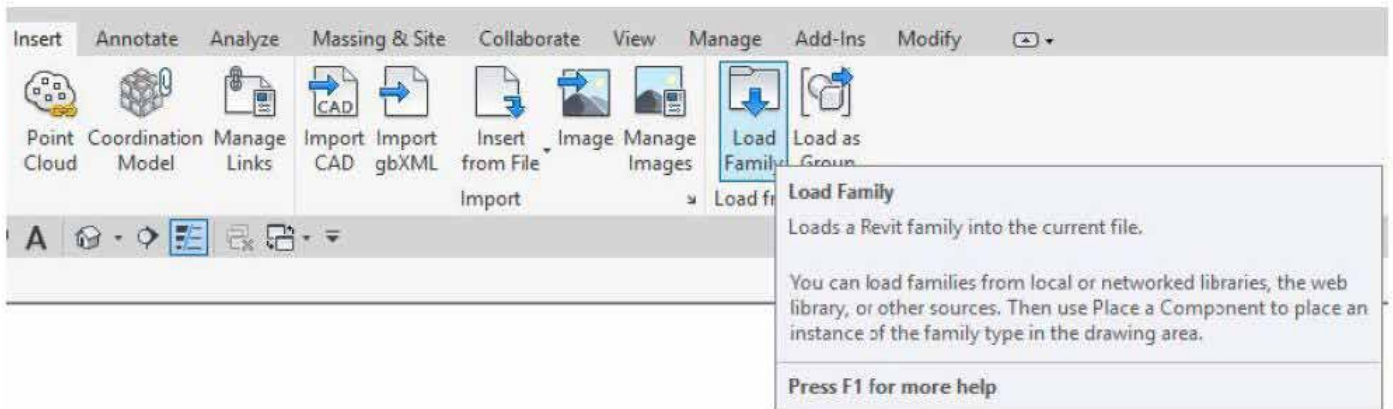 Insert Annotate Analyze Massing & Site Collaborate View Manage Add-Ins Modify
Point Coordination Manage Import Import Insert Image Manage Load Load as
Cloud Model Links CAD gbXML from File Images Family Group
CAD
Import Load fr
A
Load Family
Loads a Revit family into the current file.
You can load families from local or networked libraries, the web
library, or other sources. Then use Place a Component to place an
instance of the family type in the drawing area.
Press F1 for more help